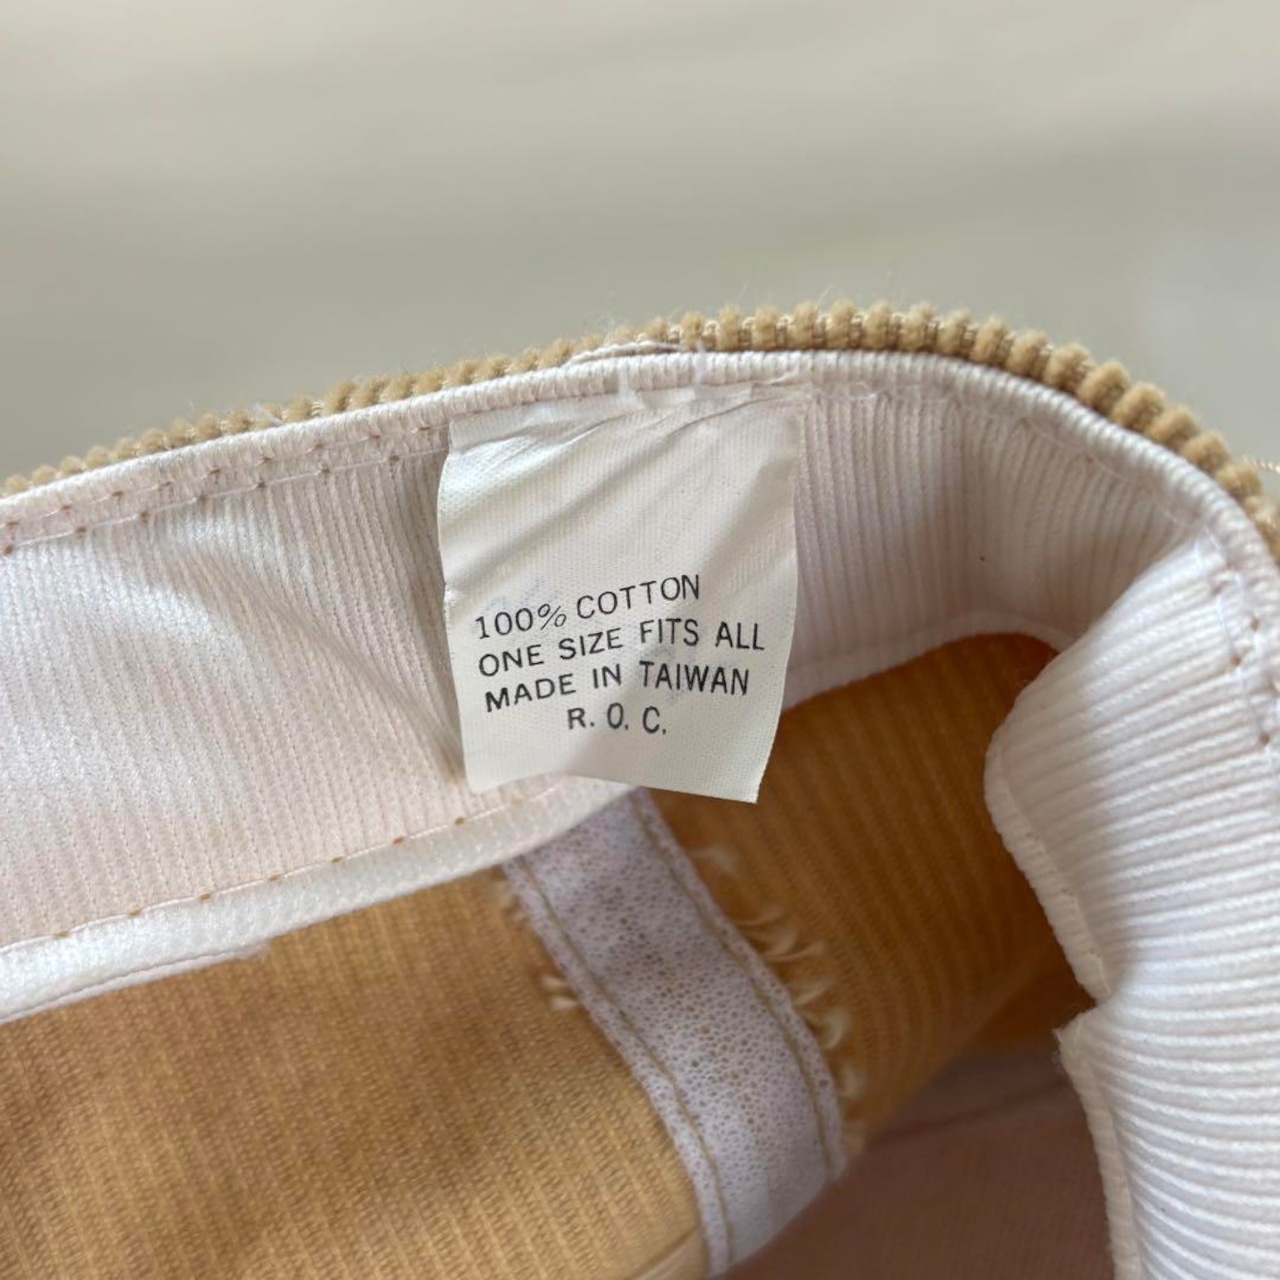 100% COTTON
ONE SIZE FITS ALL
MADE IN TAIWAN
R. O. C.